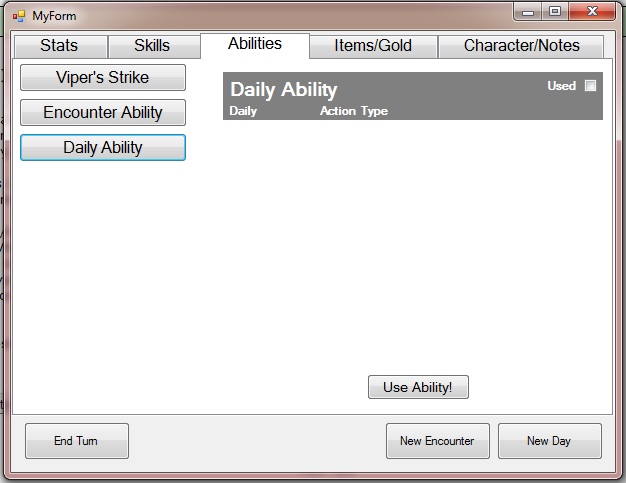 MyForm
Stats Skills Abilities Items/Gold Character/Notes
Viper's Strike
Encounter Ability
Daily Ability
Daily Ability Used
Daily Action Type
Use Ability!
End Turn New Encounter New Day